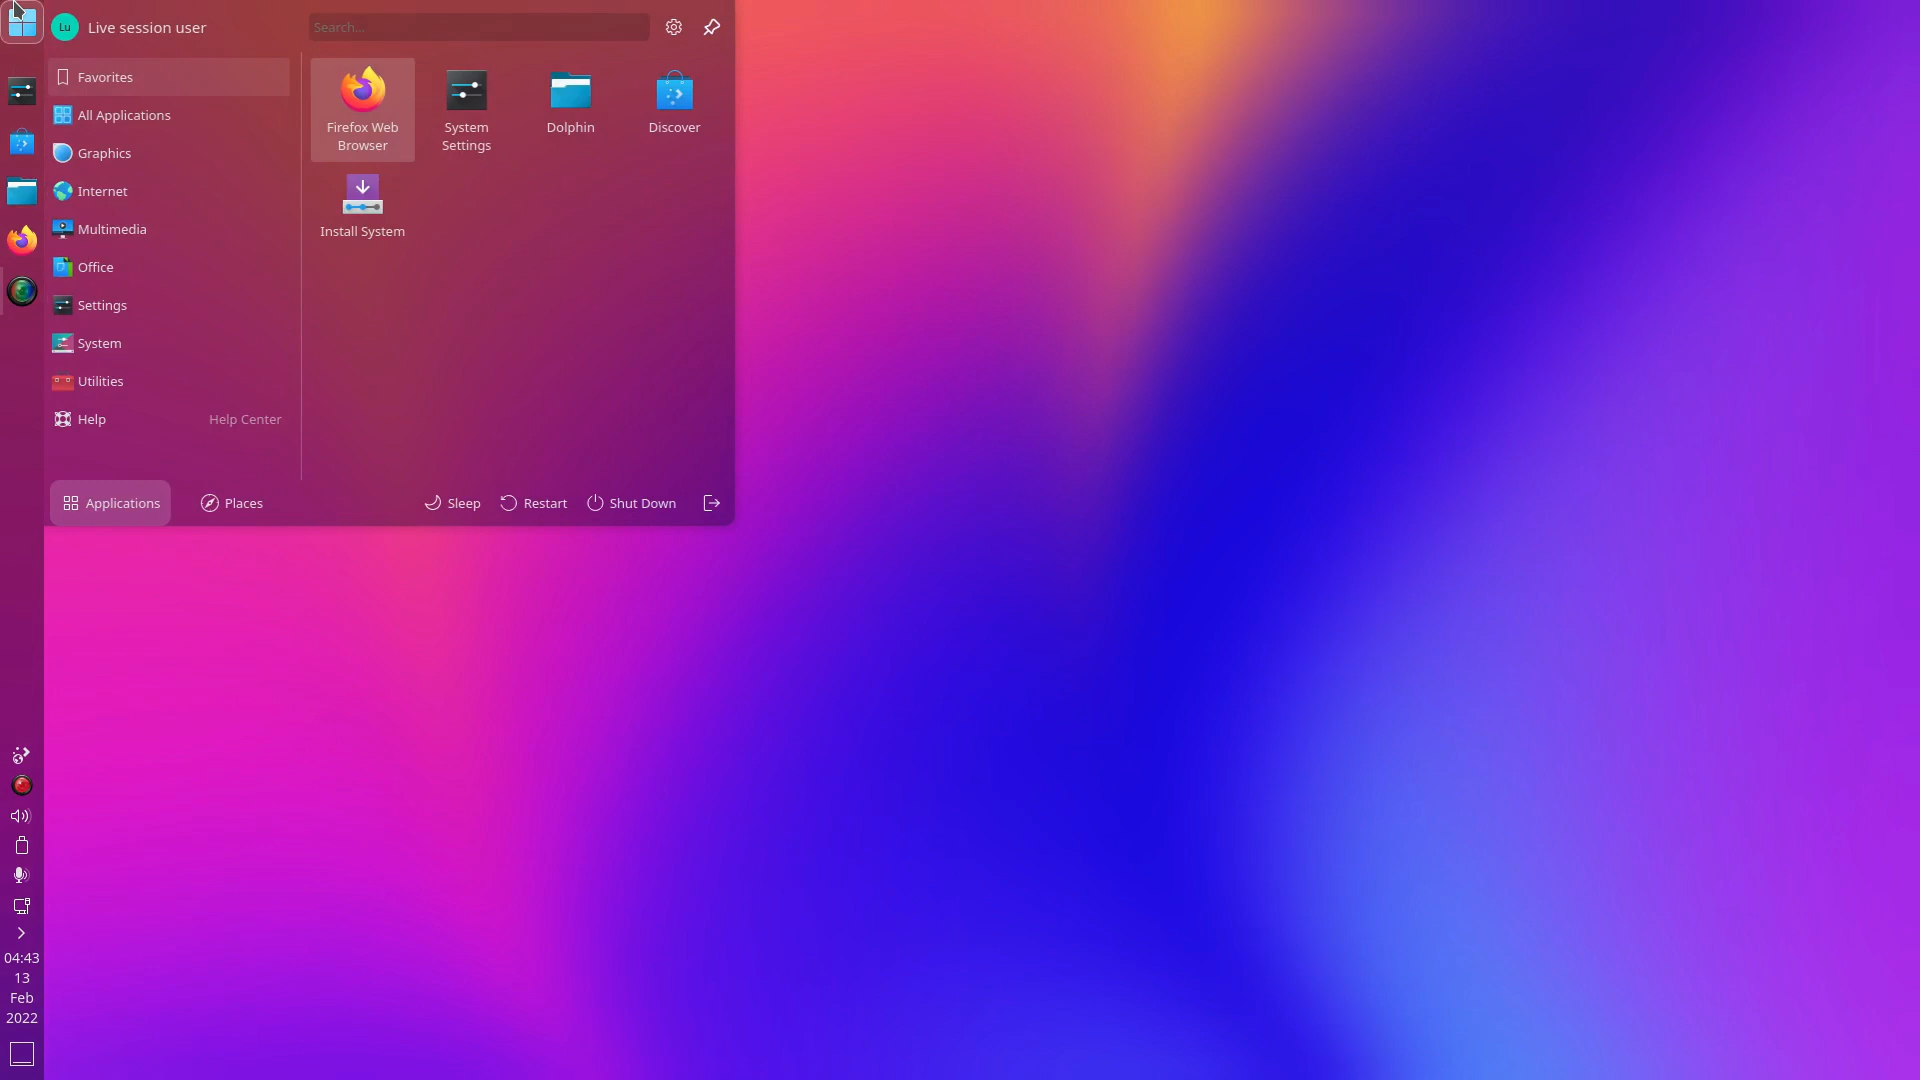 Lu
Live session user
Search...
Favorites
All Applications
Graphics
Internet
Multimedia
Office
Settings
System
Utilities
Help
Help Center
Firefox Web
Browser
System
Settings
Dolphin
Discover
Install System
Applications
Places
Sleep
Restart
Shut Down
04:43
13
Feb
2022